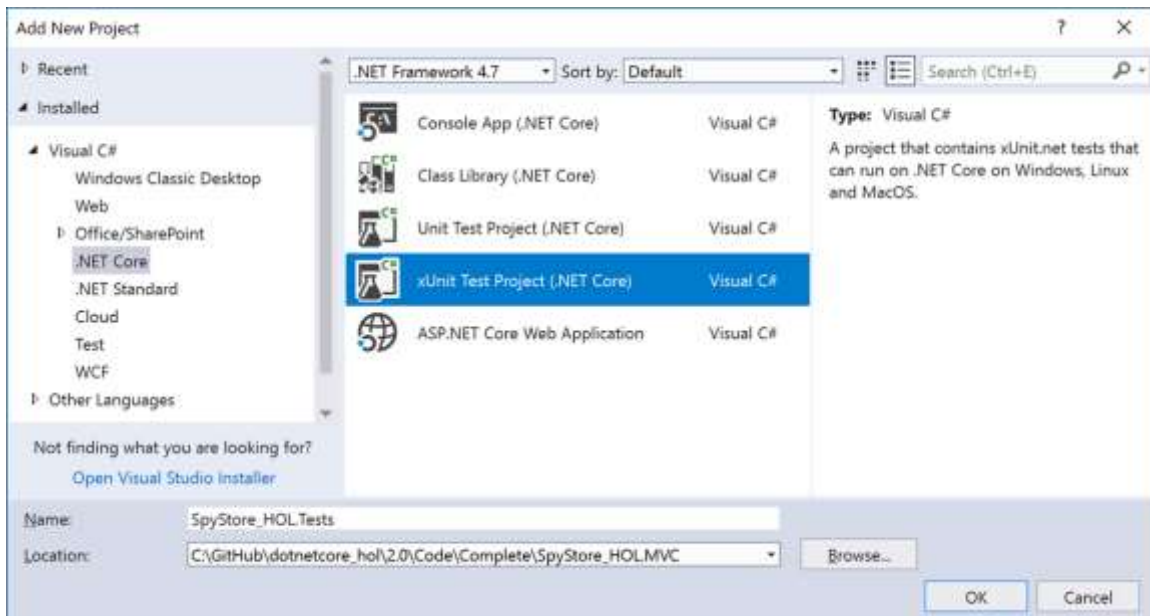 Add New Project
?
Recent
Installed
Visual C#
Windows Classic Desktop
Web
Office/SharePoint
.NET Core
.NET Standard
Cloud
Test
WCF
Other Languages
Not finding what you are looking for?
Open Visual Studio Installer
.NET Framework 4.7 Sort by: Default Search (Ctrl+E)
Console App (.NET Core) Visual C#
Class Library (.NET Core) Visual C#
Unit Test Project (.NET Core) Visual C#
xUnit Test Project (.NET Core) Visual C#
ASP.NET Core Web Application Visual C#
Type: Visual C#
A project that contains xUnit.net tests that
can run on .NET Core on Windows, Linux
and MacOS.
Name: SpyStore_HOL.Tests
Location: C:\GitHub\dotnetcore_hol\2.0\Code\Complete\SpyStore_HOL.MVC Browse...
OK Cancel